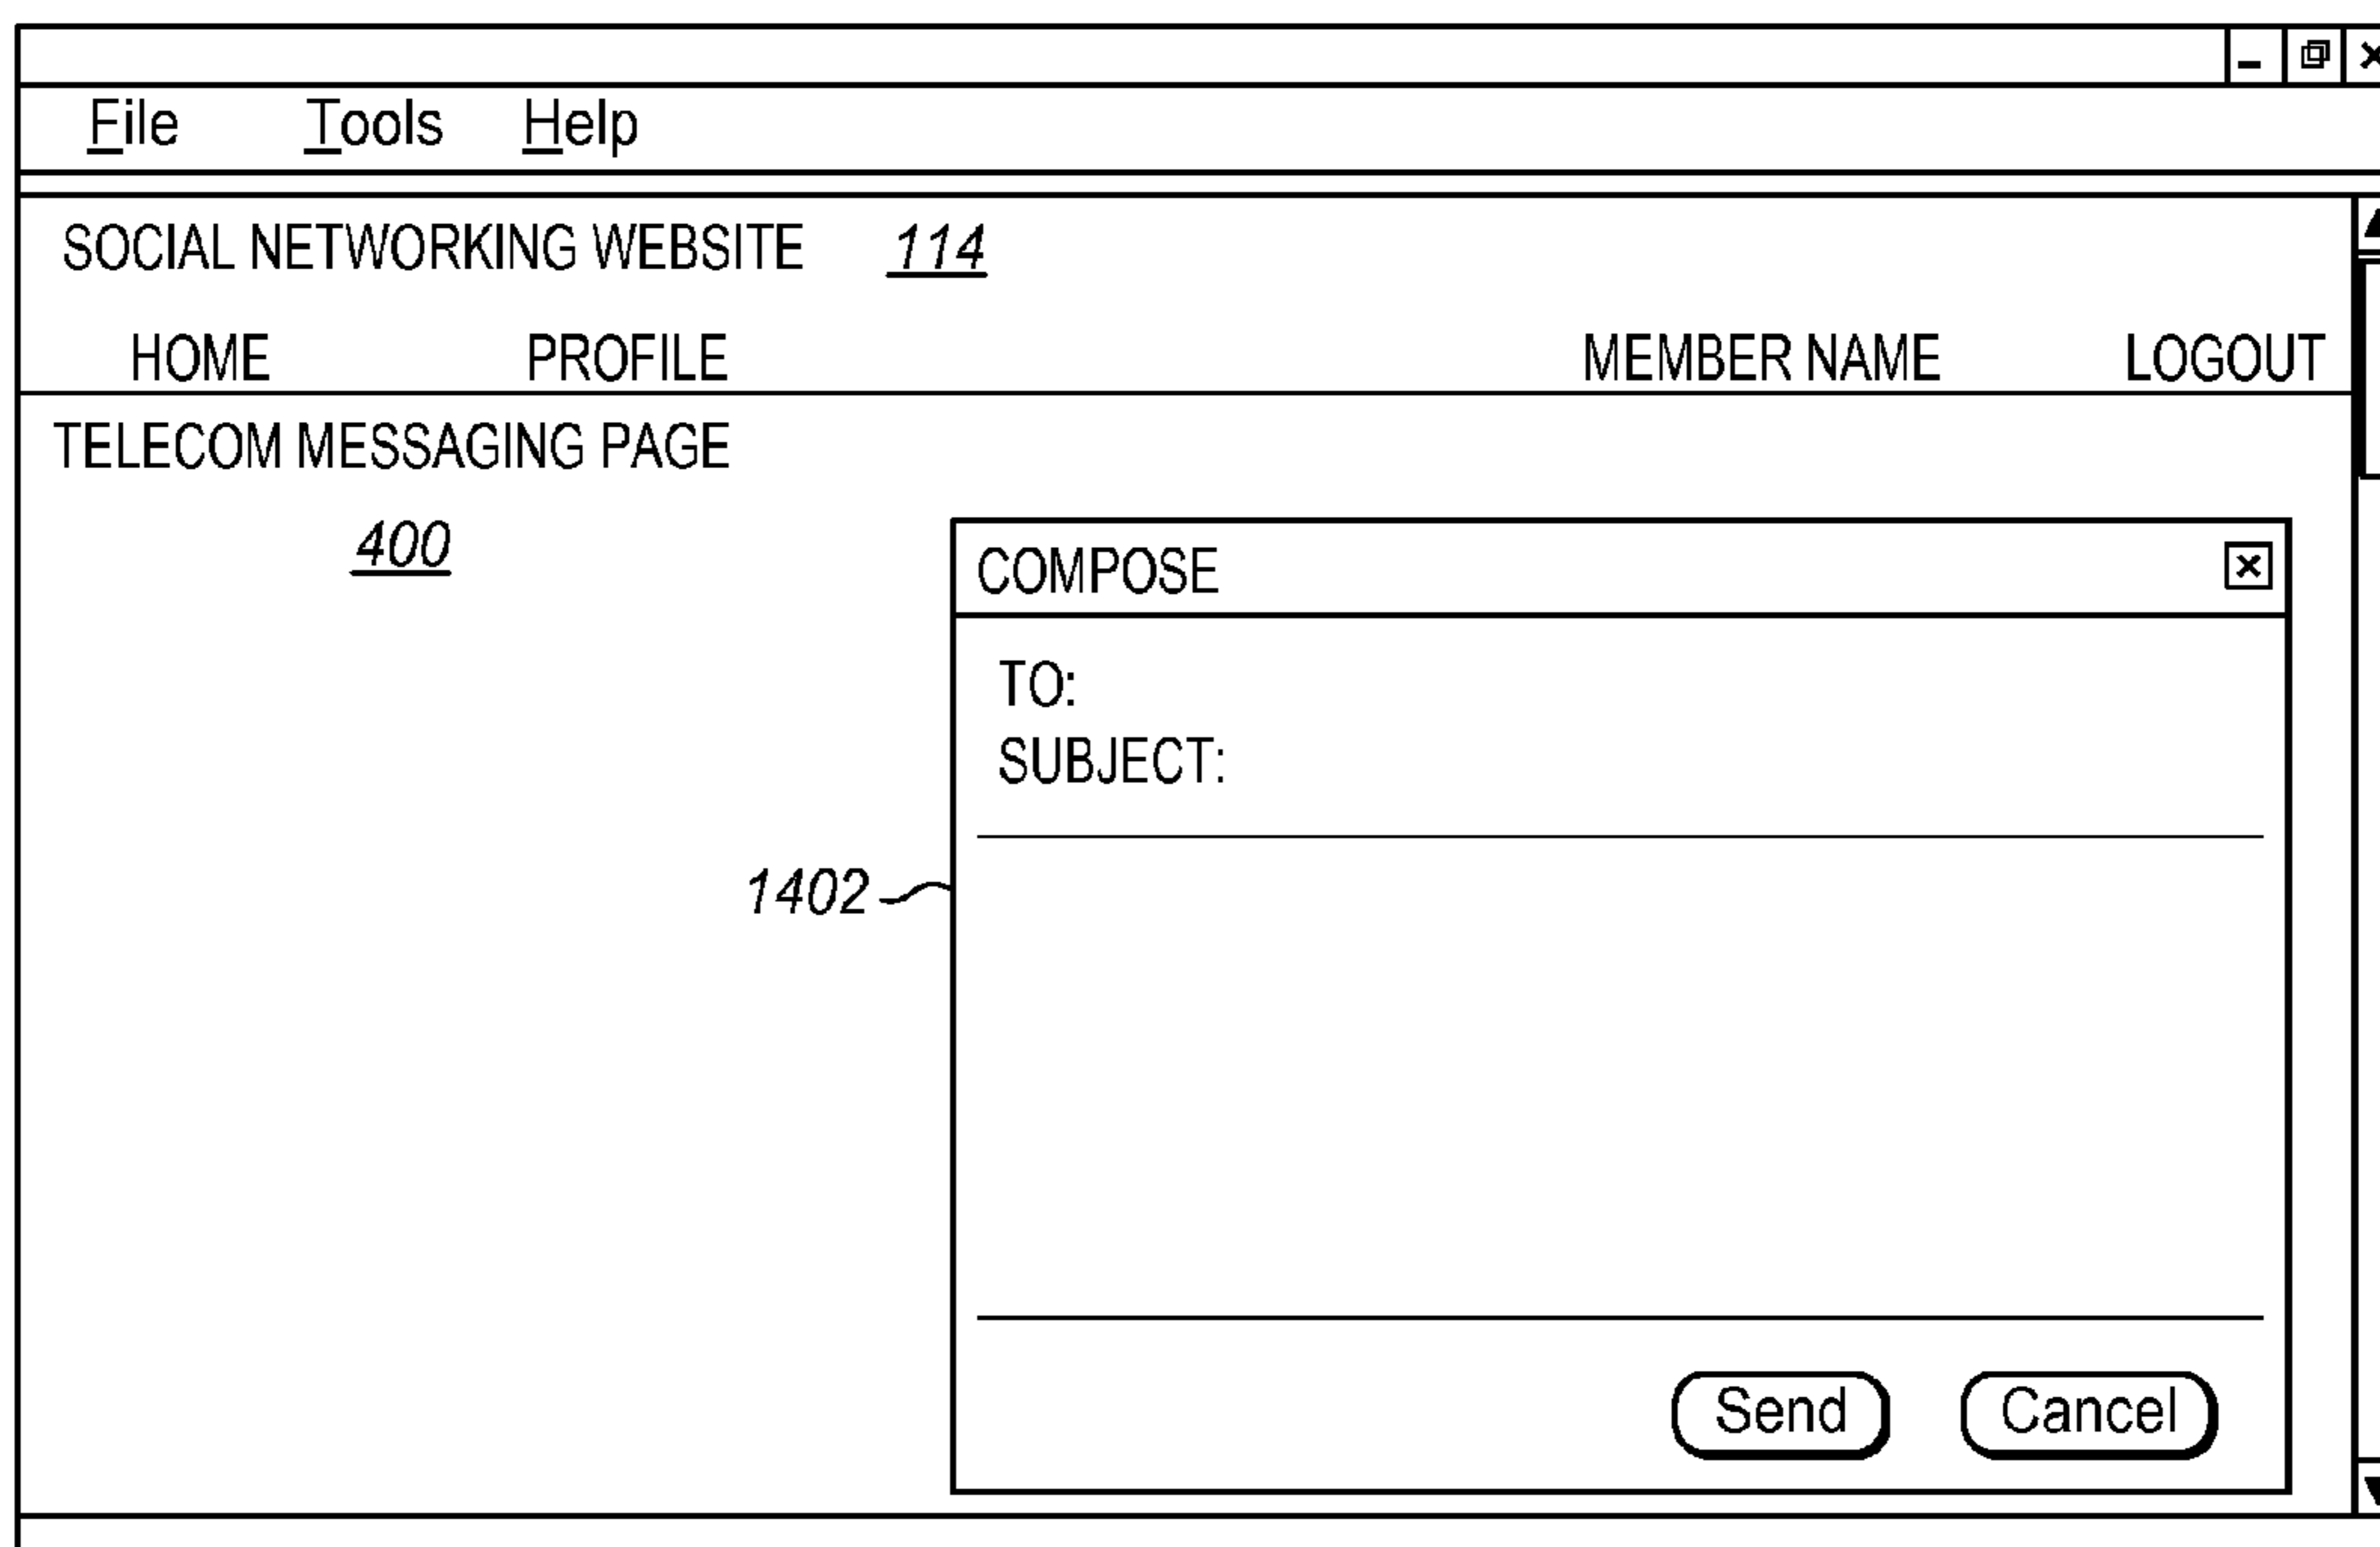 File Tools Help
SOCIAL NETWORKING WEBSITE 114
HOME PROFILE MEMBER NAME LOGOUT
TELECOM MESSAGING PAGE
400
COMPOSE
TO:
SUBJECT:
1402
Send Cancel